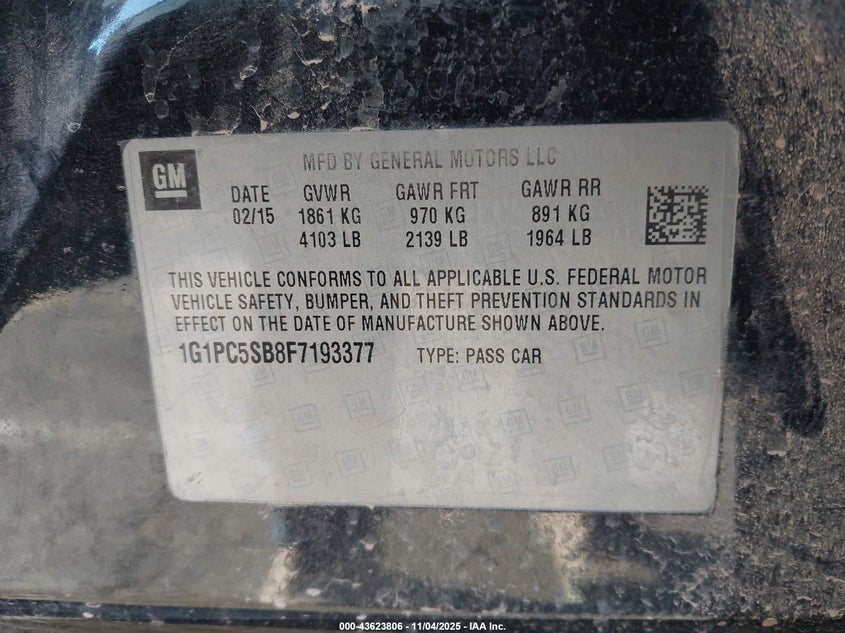 GM
MFD BY GENERAL MOTORS LLC
DATE GVWR GAWR FRT GAWR RR
02/15 1861 KG 970 KG 891 KG
4103 LB 2139 LB 1964 LB
THIS VEHICLE CONFORMS TO ALL APPLICABLE U.S. FEDERAL MOTOR
VEHICLE SAFETY, BUMPER, AND THEFT PREVENTION STANDARDS IN
EFFECT ON THE DATE OF MANUFACTURE SHOWN ABOVE.
1G1PC5SB8F7193377 TYPE: PASS CAR
000-43623806 - 11/04/2025 - IAA Inc.